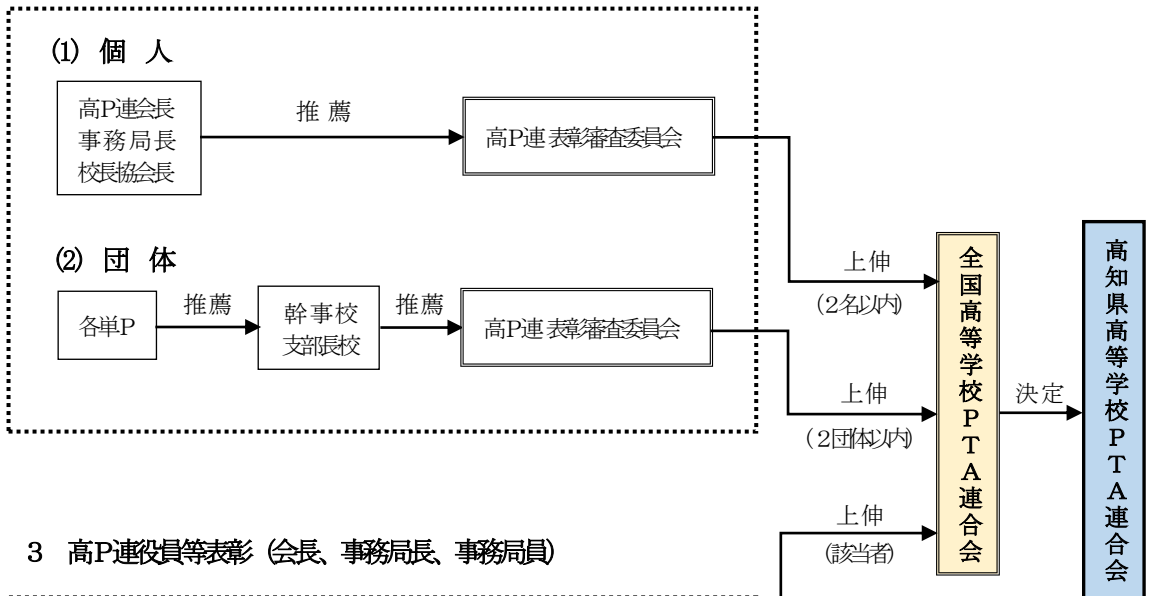 (1) 個 人
高P連会長
事務局長
校長協会長
推 薦
高P連 表彰審査委員会
(2) 団 体
各単P
推薦
幹事校
支部長校
推薦
高P連 表彰審査委員会
上伸
(2名以内)
上伸
(2団体以内)
上伸
(該当者)
全国高等学校PTA連合会
決定
高知県高等学校PTA連合会
3 高P連役員等表彰（会長、事務局長、事務局員）